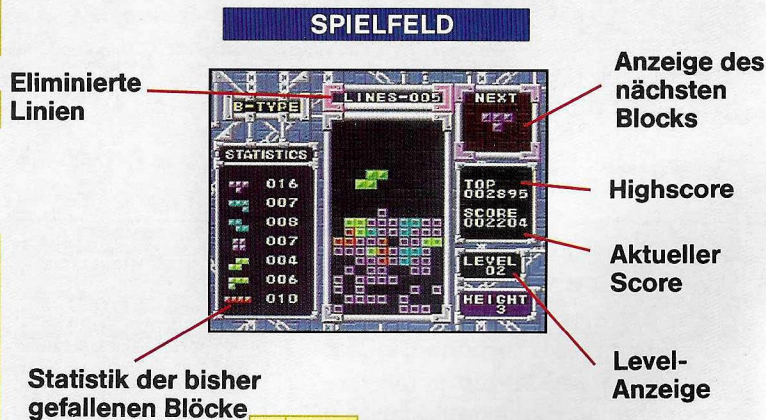 SPIELFELD
Eliminierte
Linien
Anzeige des
nächsten
Blocks
B-TYPE
LINES-005
NEXT
STATISTICS
016
007
008
007
004
006
010
TOP
002895
SCORE
002204
LEVEL
02
HEIGHT
3
Highscore
Aktueller
Score
Level-
Anzeige
Statistik der bisher
gefallenen Blöcke